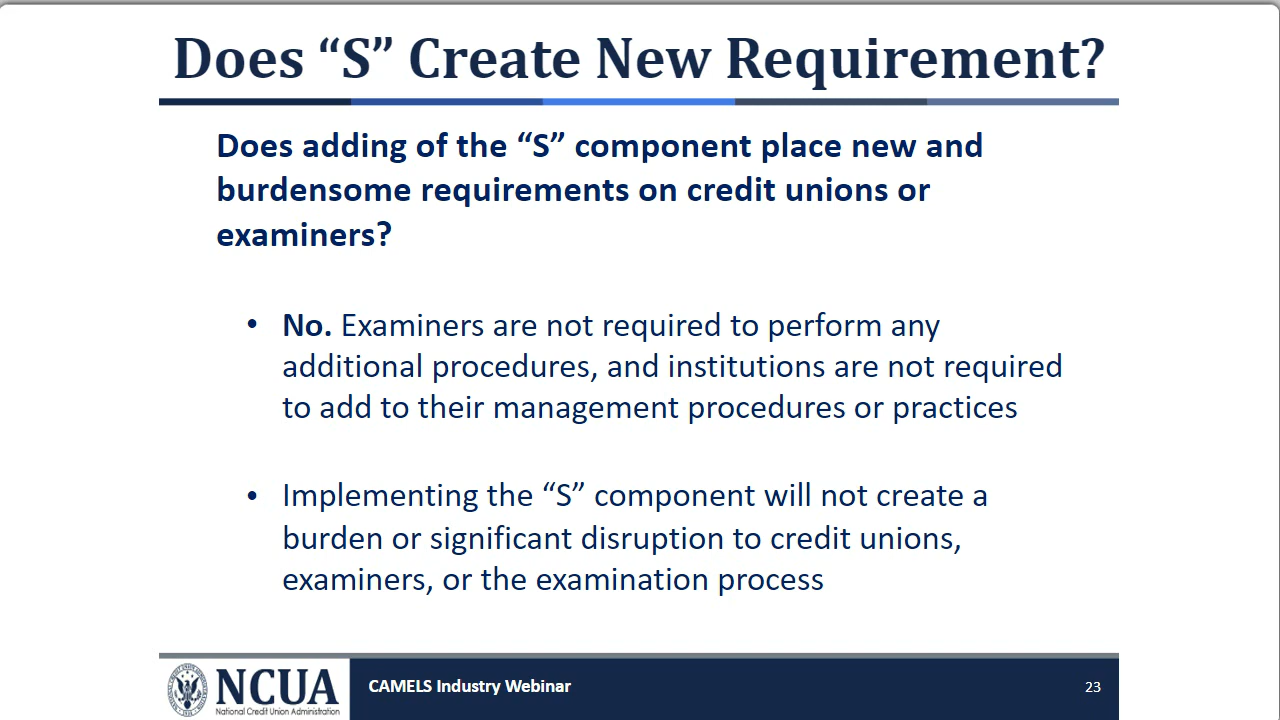 Does “S” Create New Requirement?
Does adding of the “S” component place new and
burdensome requirements on credit unions or
examiners?
• No. Examiners are not required to perform any
additional procedures, and institutions are not required
to add to their management procedures or practices
• Implementing the “S” component will not create a
burden or significant disruption to credit unions,
examiners, or the examination process
NCUA
National Credit Union Administration
CAMELS Industry Webinar
23